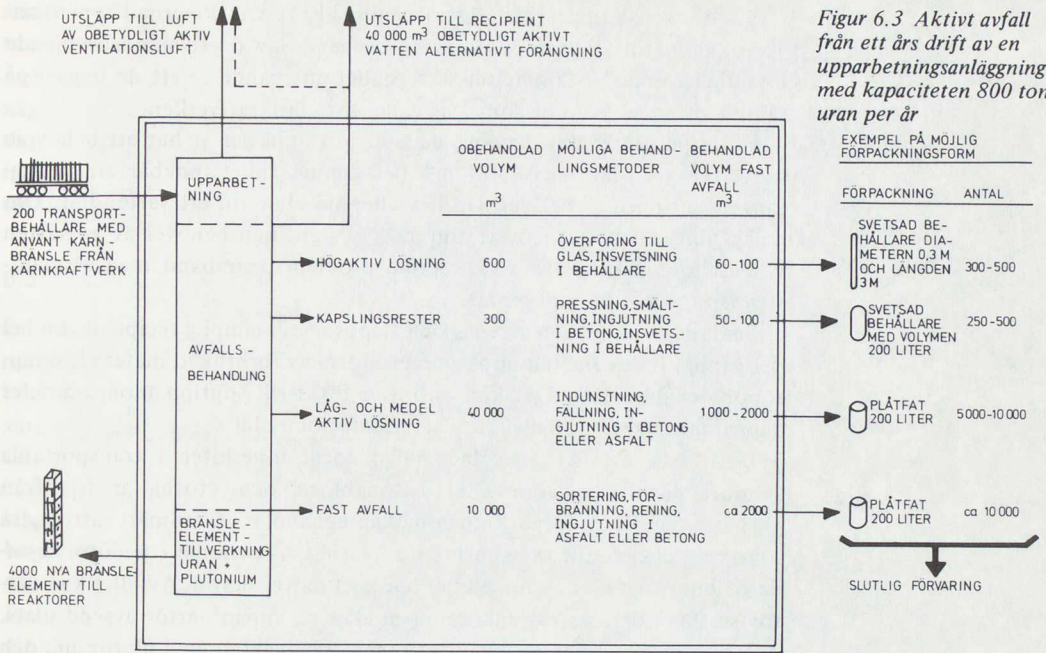 UTSLÄPP TILL LUFT
AV OBETYDLIGT AKTIV
VENTILATIONSLUFT
UTSLÄPP TILL RECIPIENT
40 000 m³ OBETYDLIGT AKTIVT
VATTEN ALTERNATIVT FÖRÅNGNING
Figur 6.3 Aktivt avfall
från ett års drift av en
upparbetningsanläggning
med kapaciteten 800 ton
uran per år
200 TRANSPORT-
BEHÅLLARE MED
ANVÄNT KÄRN-
BRÄNSLE FRÅN
KÄRNKRAFTVERK
UPPARBET-
NING
AVFALLS-
BEHANDLING
BRÄNSLE-
ELEMENT-
TILLVERKNING
URAN +
PLUTONIUM
4000 NYA BRÄNSLE-
ELEMENT TILL
REAKTORER
OBEHANDLAD
VOLYM
m³
MÖJLIGA BEHAND-
LINGSMETODER
BEHANDLAD
VOLYM FAST
AVFALL
m³
EXEMPEL PÅ MÖJLIG
FÖRPACKNINGSFORM
FÖRPACKNING
ANTAL
HÖGAKTIV LÖSNING
600
ÖVERFÖRING TILL
GLAS, INSVETSNING
I BEHÅLLARE
60-100
SVETSAD BE-
HÅLLARE DIA-
METERN 0,3 M
OCH LÄNGDEN
3 M
300-500
KAPSLINGSRESTER
300
PRESSNING, SMÄLT-
NING, INGJUTNING
I BETONG, INSVETS-
NING I BEHÅLLARE
50-100
SVETSAD
BEHÅLLARE
MED VOLYMEN
200 LITER
250-500
LÅG- OCH MEDEL
AKTIV LÖSNING
40 000
INDUNSTNING,
FÄLLNING, IN-
GJUTNING I BETONG
ELLER ASFALT
1000-2000
PLÅTFAT
200 LITER
5000-10000
FAST AVFALL
10 000
SORTERING, FÖR-
BRÄNNING, RENING,
INGJUTNING I
ASFALT ELLER BETONG
ca 2000
PLÅTFAT
200 LITER
ca 10 000
SLUTLIG FÖRVARING